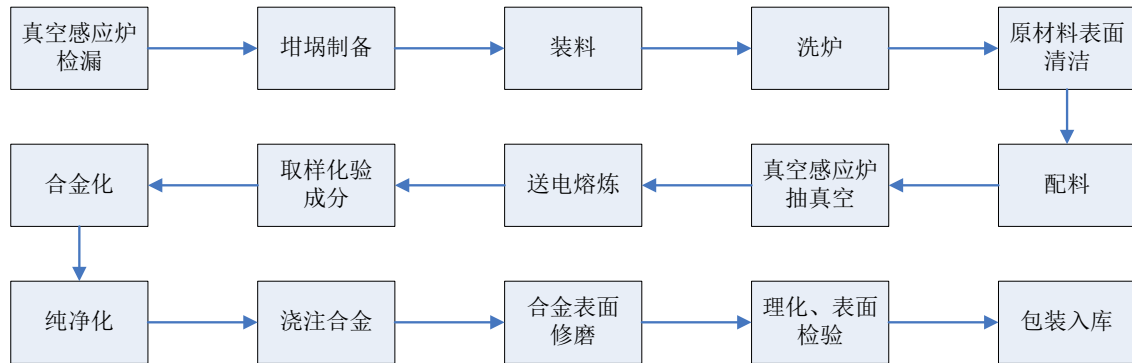 真空感应炉
检漏
坩埚制备
装料
洗炉
原材料表面
清洁
合金化
取样化验
成分
送电熔炼
真空感应炉
抽真空
配料
纯净化
浇注合金
合金表面
修磨
理化、表面
检验
包装入库